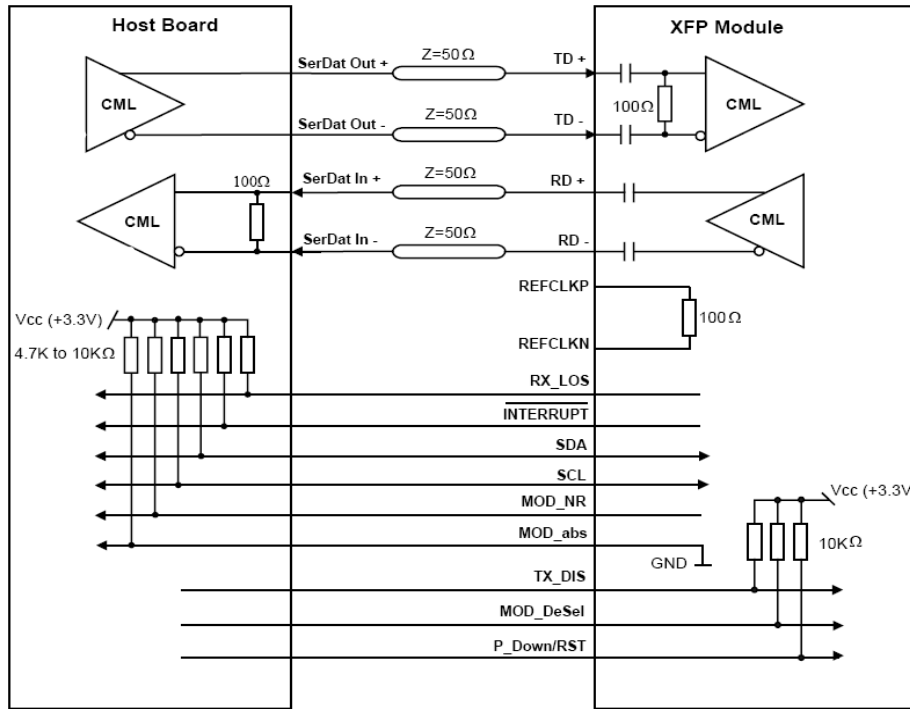 Host Board
XFP Module
SerDat Out +
Z=50Ω
TD +
CML
100Ω
CML
SerDat Out -
Z=50Ω
TD -
100Ω
SerDat In +
Z=50Ω
RD +
CML
CML
SerDat In -
Z=50Ω
RD -
REFCLKP
Vcc (+3.3V)
100Ω
4.7K to 10KΩ
REFCLKN
RX_LOS
INTERRUPT
SDA
SCL
Vcc (+3.3V
MOD_NR
MOD_abs
10KΩ
GND
TX_DIS
MOD_DeSel
P_Down/RST